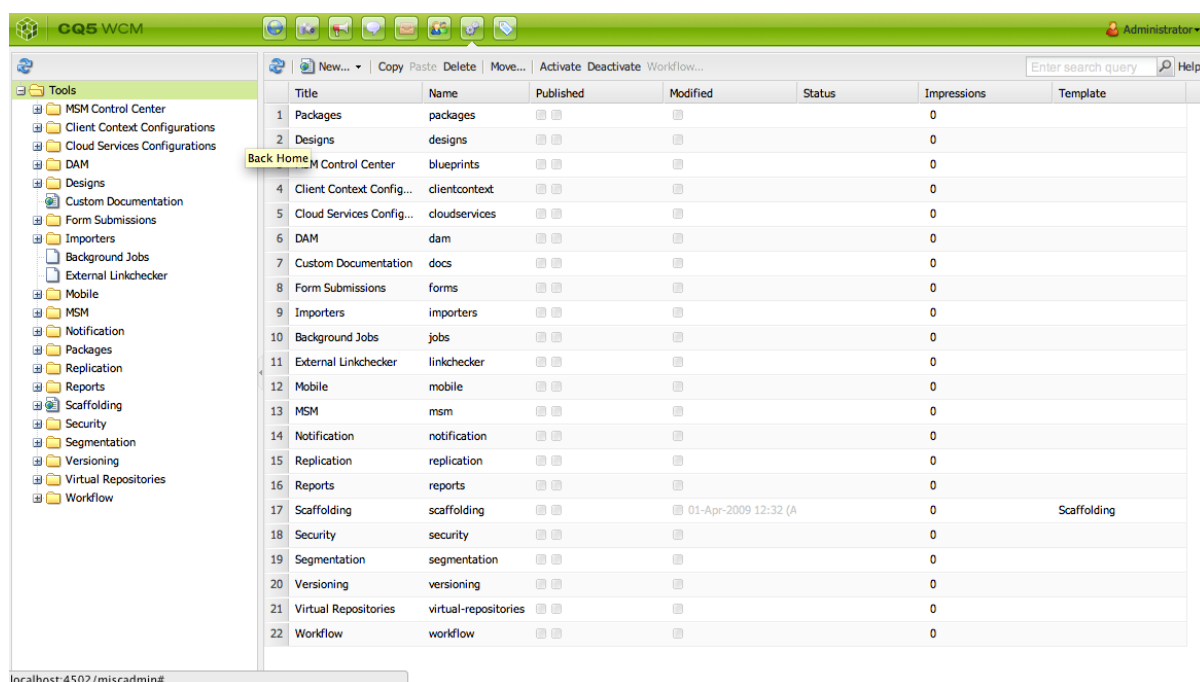 CQ5 WCM
Administrator
New... Copy Paste Delete Move... Activate Deactivate Workflow... Enter search query Help
Tools
MSM Control Center
Client Context Configurations
Cloud Services Configurations
DAM
Designs
Custom Documentation
Form Submissions
Importers
Background Jobs
External Linkchecker
Mobile
MSM
Notification
Packages
Replication
Reports
Scaffolding
Security
Segmentation
Versioning
Virtual Repositories
Workflow
Back Home
Title Name Published Modified Status Impressions Template
1 Packages packages 0
2 Designs designs 0
M Control Center blueprints 0
4 Client Context Config... clientcontext 0
5 Cloud Services Config... cloudservices 0
6 DAM dam 0
7 Custom Documentation docs 0
8 Form Submissions forms 0
9 Importers importers 0
10 Background Jobs jobs 0
11 External Linkchecker linkchecker 0
12 Mobile mobile 0
13 MSM msm 0
14 Notification notification 0
15 Replication replication 0
16 Reports reports 0
17 Scaffolding scaffolding 01-Apr-2009 12:32 (A 0 Scaffolding
18 Security security 0
19 Segmentation segmentation 0
20 Versioning versioning 0
21 Virtual Repositories virtual-repositories 0
22 Workflow workflow 0
localhost:4502/miscadmin#